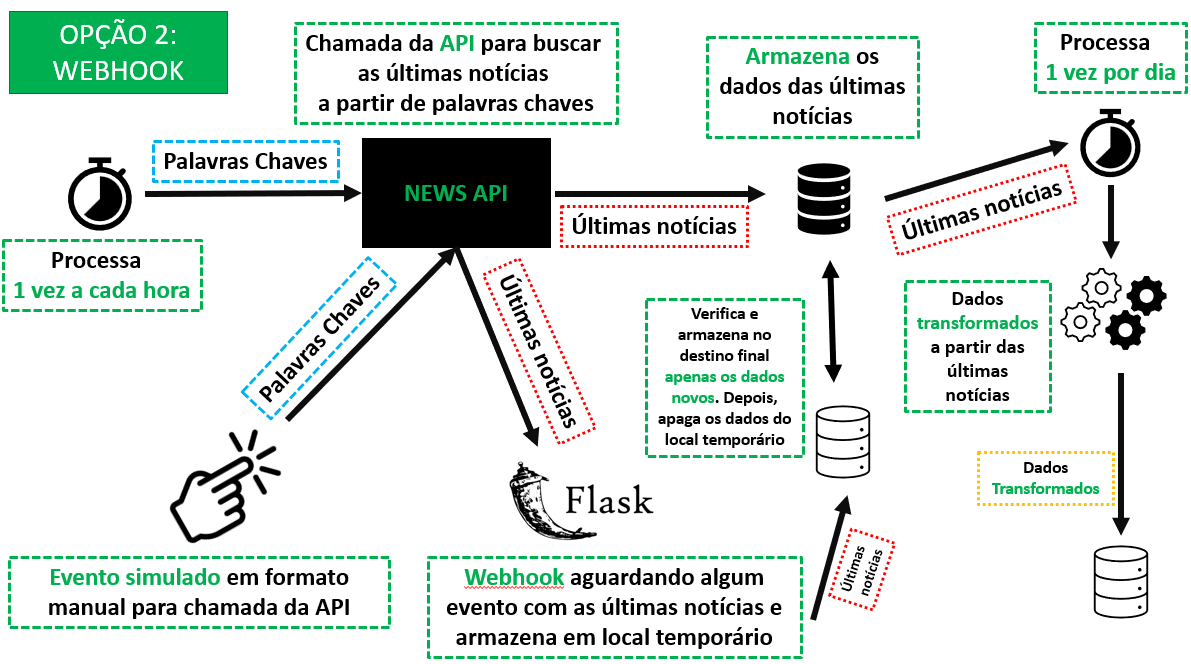 OPÇÃO 2:
WEBHOOK
Chamada da API para buscar
as últimas notícias
a partir de palavras chaves
Armazena os
dados das últimas
notícias
Processa
1 vez por dia
Palavras Chaves
NEWS API
Últimas notícias
Últimas notícias
Processa
1 vez a cada hora
Palavras Chaves
Últimas notícias
Verifica e
armazena no
destino final
apenas os dados
novos. Depois,
apaga os dados do
local temporário
Dados
transformados
a partir das
últimas
notícias
Dados
Transformados
Flask
Evento simulado em formato
manual para chamada da API
Webhook aguardando algum
evento com as últimas notícias e
armazena em local temporário
Últimas
notícias